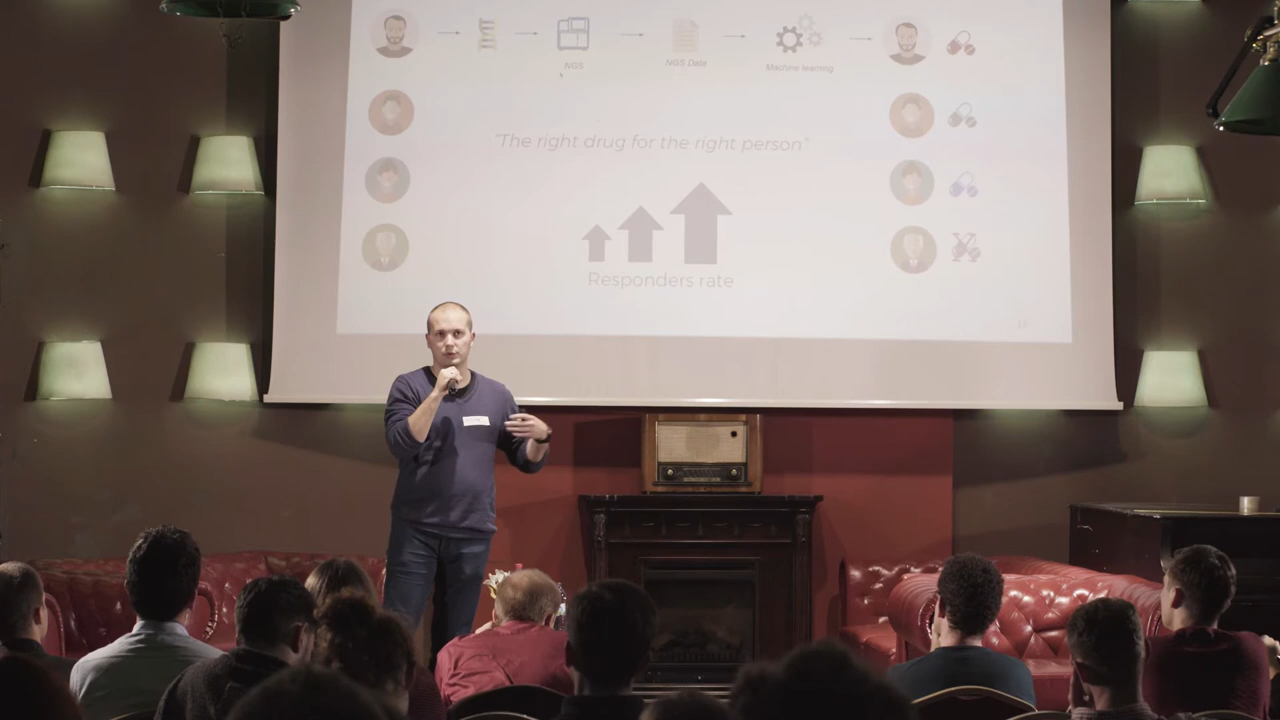 NGS
NGS Data
Machine learning
"The right drug for the right person"
Responders rate